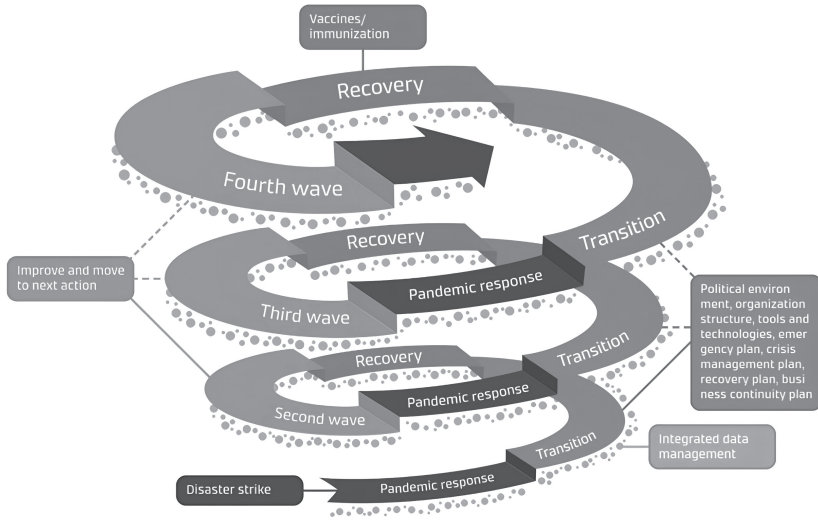 Vaccines/
immunization
Recovery
Fourth wave
Transition
Recovery
Pandemic response
Third wave
Improve and move
to next action
Transition
Political environ
ment, organization
structure, tools and
technologies, emer
gency plan, crisis
management plan,
recovery plan, busi
ness continuity plan
Recovery
Pandemic response
Second wave
Transition
Integrated data
management
Disaster strike
Pandemic response